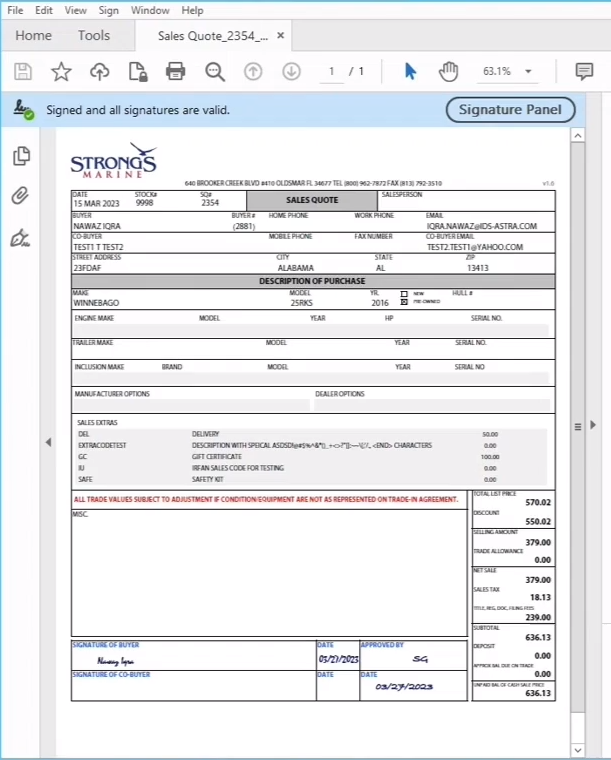 File Edit View Sign Window Help
Home Tools Sales Quote_2354_... ×
1 / 1 63.1%
Signed and all signatures are valid. Signature Panel
STRONG'S
MARINE
640 BROOKER CREEK BLVD #410 OLDSMAR FL 34677 TEL (800) 962-7872 FAX (813) 792-3510 v1.0
DATE STOCK# SQ# SALES QUOTE SALESPERSON
15 MAR 2023 9998 2354
BUYER BUYER # HOME PHONE WORK PHONE EMAIL
NAWAZ IQRA (2881) IQRA.NAWAZ@IDS-ASTRA.COM
CO-BUYER MOBILE PHONE FAX NUMBER CO-BUYER EMAIL
TEST1 T TEST2 TEST2.TEST1@YAHOO.COM
STREET ADDRESS CITY STATE ZIP
23FDAF ALABAMA AL 13413
DESCRIPTION OF PURCHASE
MAKE MODEL YR. NEW HULL #
WINNEBAGO 25RKS 2016 PRE-OWNED
ENGINE MAKE MODEL YEAR HP SERIAL NO.
TRAILER MAKE MODEL YEAR SERIAL NO.
INCLUSION MAKE BRAND MODEL YEAR SERIAL NO
MANUFACTURER OPTIONS DEALER OPTIONS
SALES EXTRAS
DEL DELIVERY 50.00
EXTRACODETEST DESCRIPTION WITH SPEICAL <END> CHARACTERS 0.00
GC GIFT CERTIFICATE 100.00
IU IRFAN SALES CODE FOR TESTING 0.00
SAFE SAFETY KIT 0.00
ALL TRADE VALUES SUBJECT TO ADJUSTMENT IF CONDITION/EQUIPMENT ARE NOT AS REPRESENTED ON TRADE-IN AGREEMENT.
MISC.
TOTAL LIST PRICE
570.02
DISCOUNT
550.02
SELLING AMOUNT
379.00
TRADE ALLOWANCE
0.00
NET SALE
379.00
SALES TAX
18.13
TITLE, REG, DOC, FILING FEES
239.00
SUBTOTAL
636.13
DEPOSIT
0.00
APPROX BAL DUE ON TRADE
0.00
UNPAID BAL OF CASH SALE PRICE
636.13
SIGNATURE OF BUYER DATE APPROVED BY
Nawaz Iqra 03/27/2023 SG
SIGNATURE OF CO-BUYER DATE DATE
03/27/2023